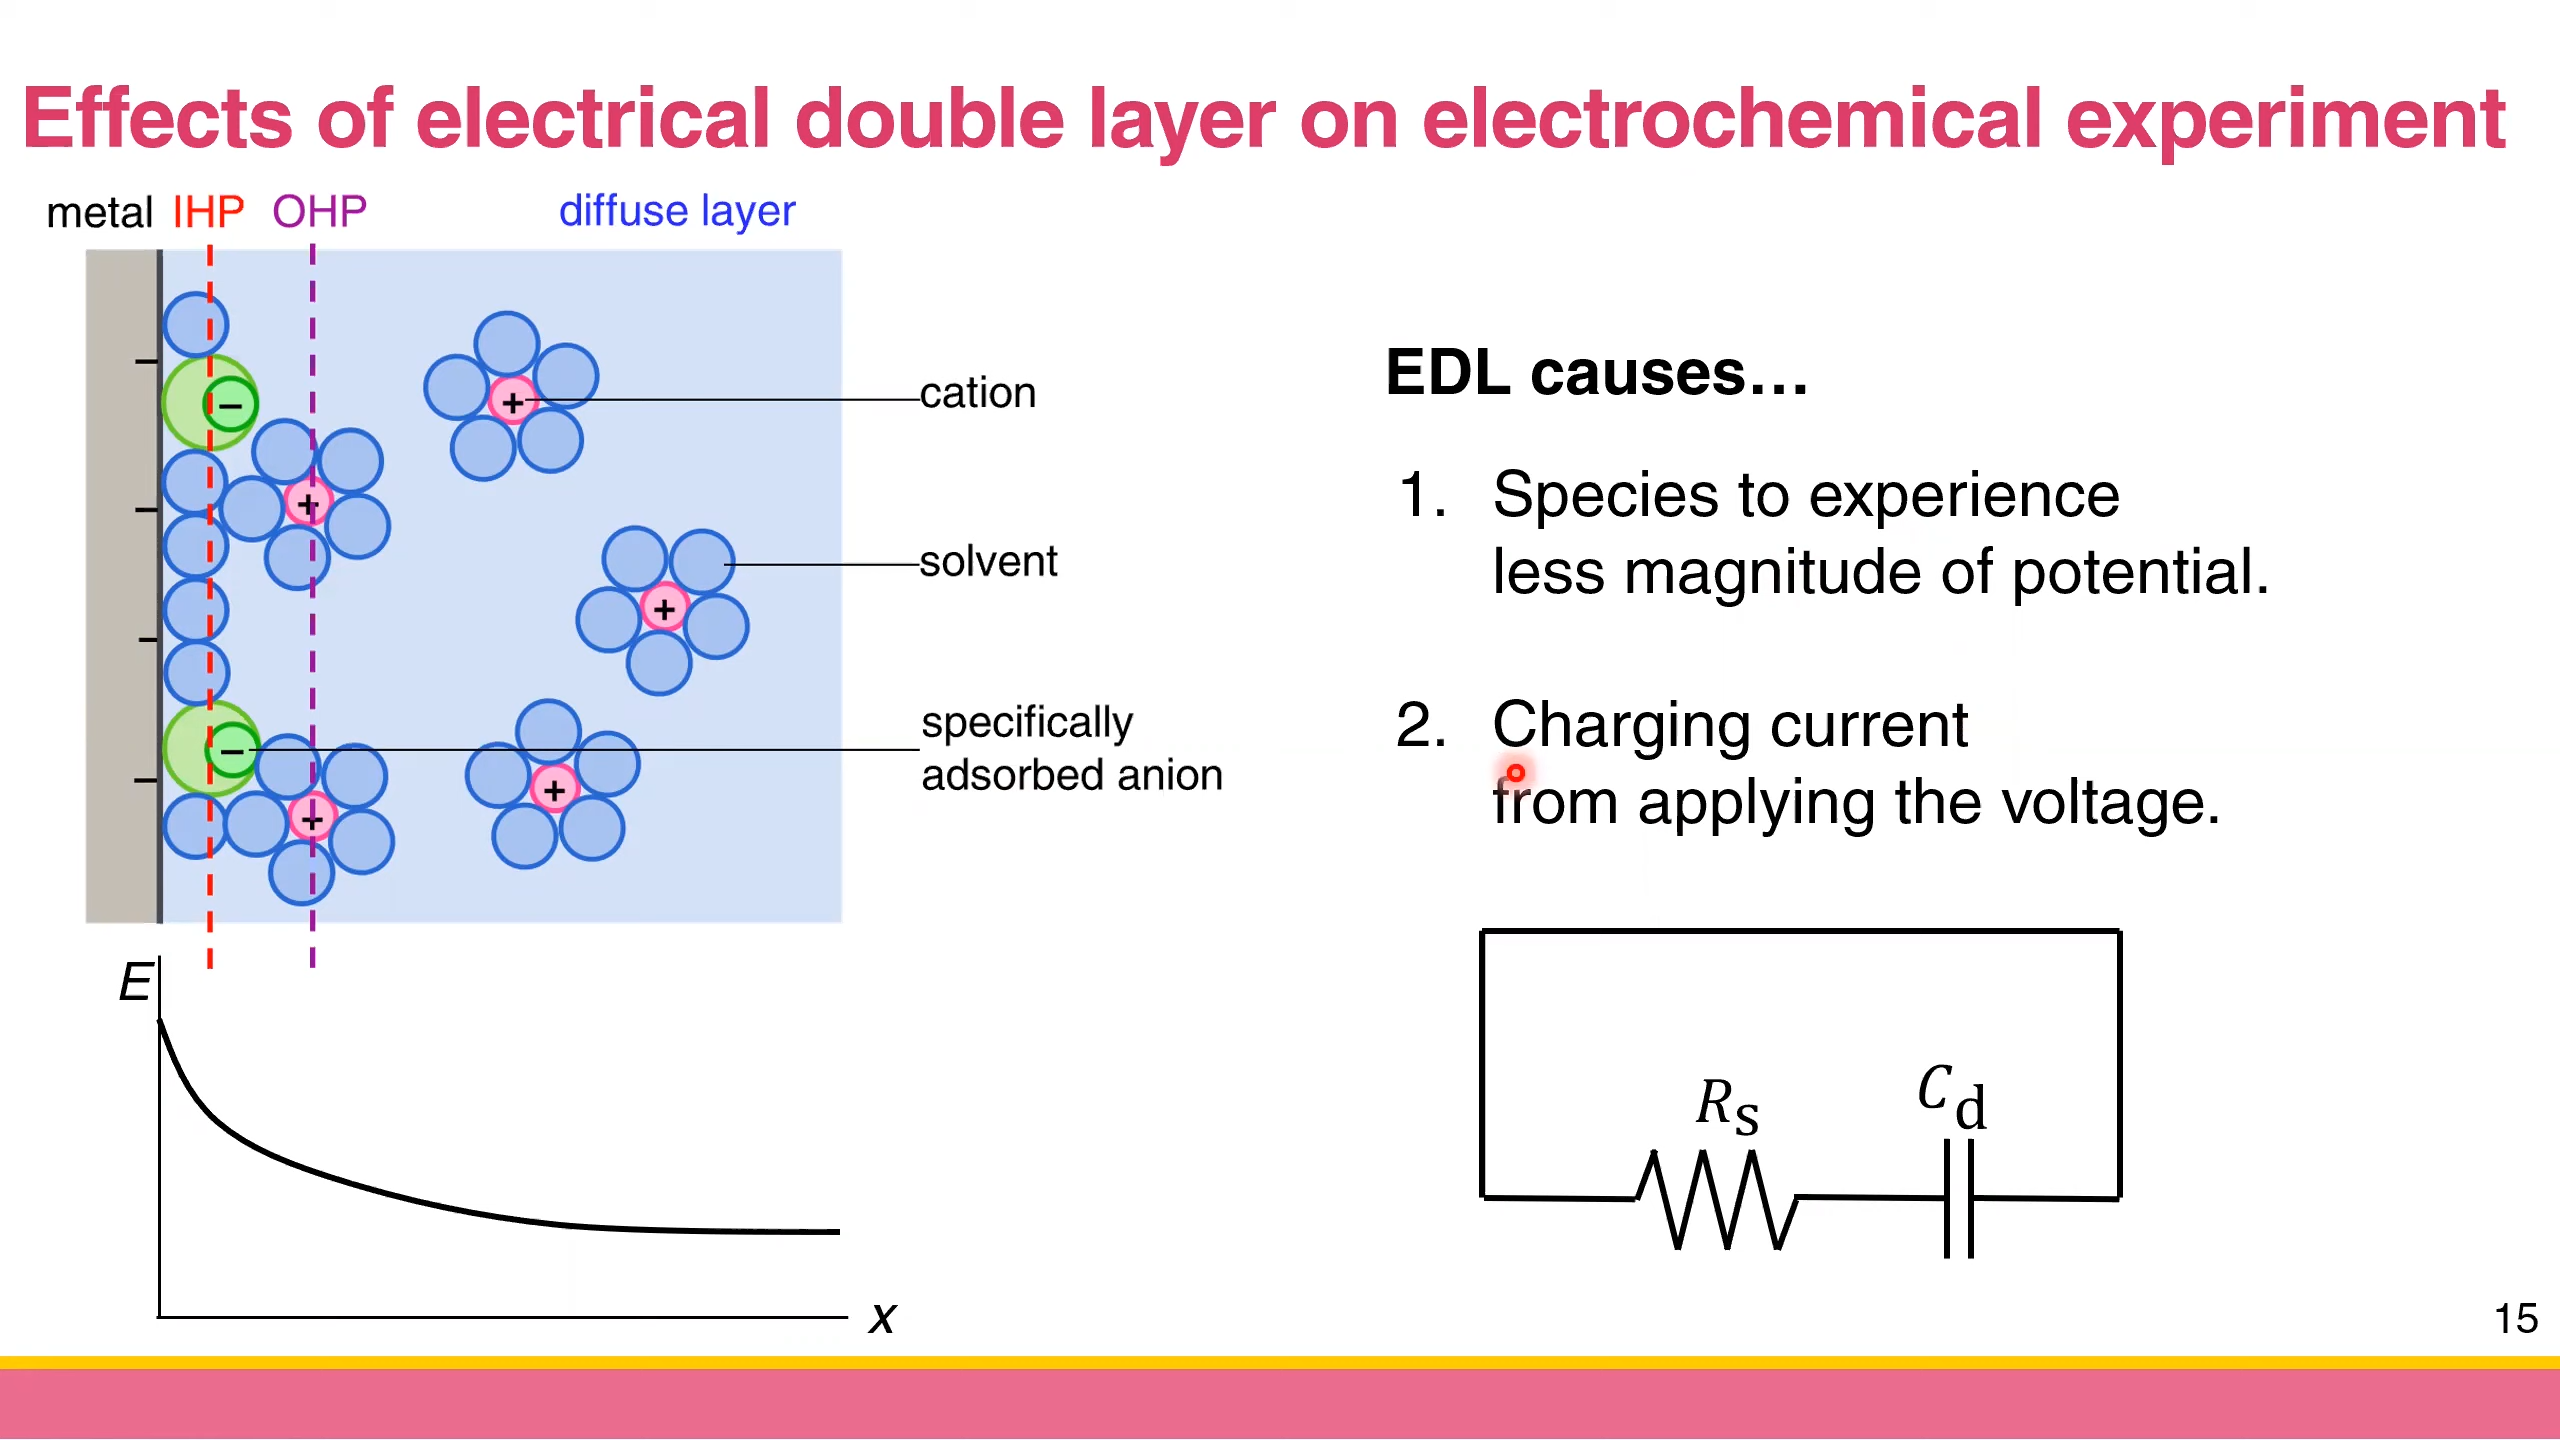 Effects of electrical double layer on electrochemical experiment
metal IHP OHP diffuse layer
−
−
−
−
−
−
+
+
+
+
+
cation
solvent
specifically
adsorbed anion
E
x
EDL causes…
1. Species to experience
less magnitude of potential.
2. Charging current
from applying the voltage.
Rs
Cd
15